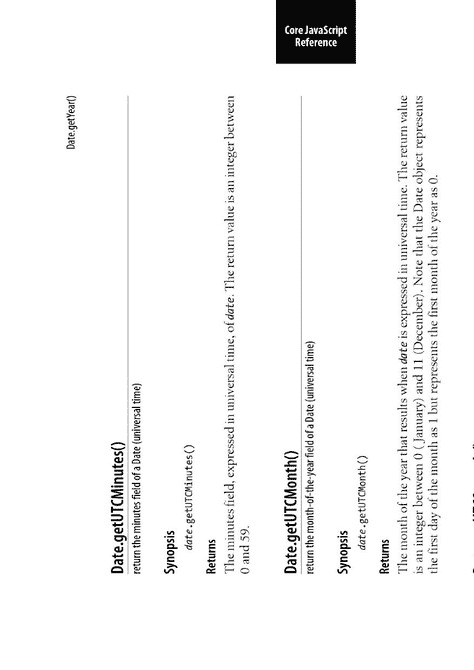 Core JavaScript
Reference
Date.getYear()
Date.getUTCMinutes()
return the minutes field of a Date (universal time)
Synopsis
date.getUTCMinutes()
Returns
The minutes field, expressed in universal time, of date. The return value is an integer between
0 and 59.
Date.getUTCMonth()
return the month-of-the-year field of a Date (universal time)
Synopsis
date.getUTCMonth()
Returns
The month of the year that results when date is expressed in universal time. The return value
is an integer between 0 (January) and 11 (December). Note that the Date object represents
the first day of the month as 1 but represents the first month of the year as 0.